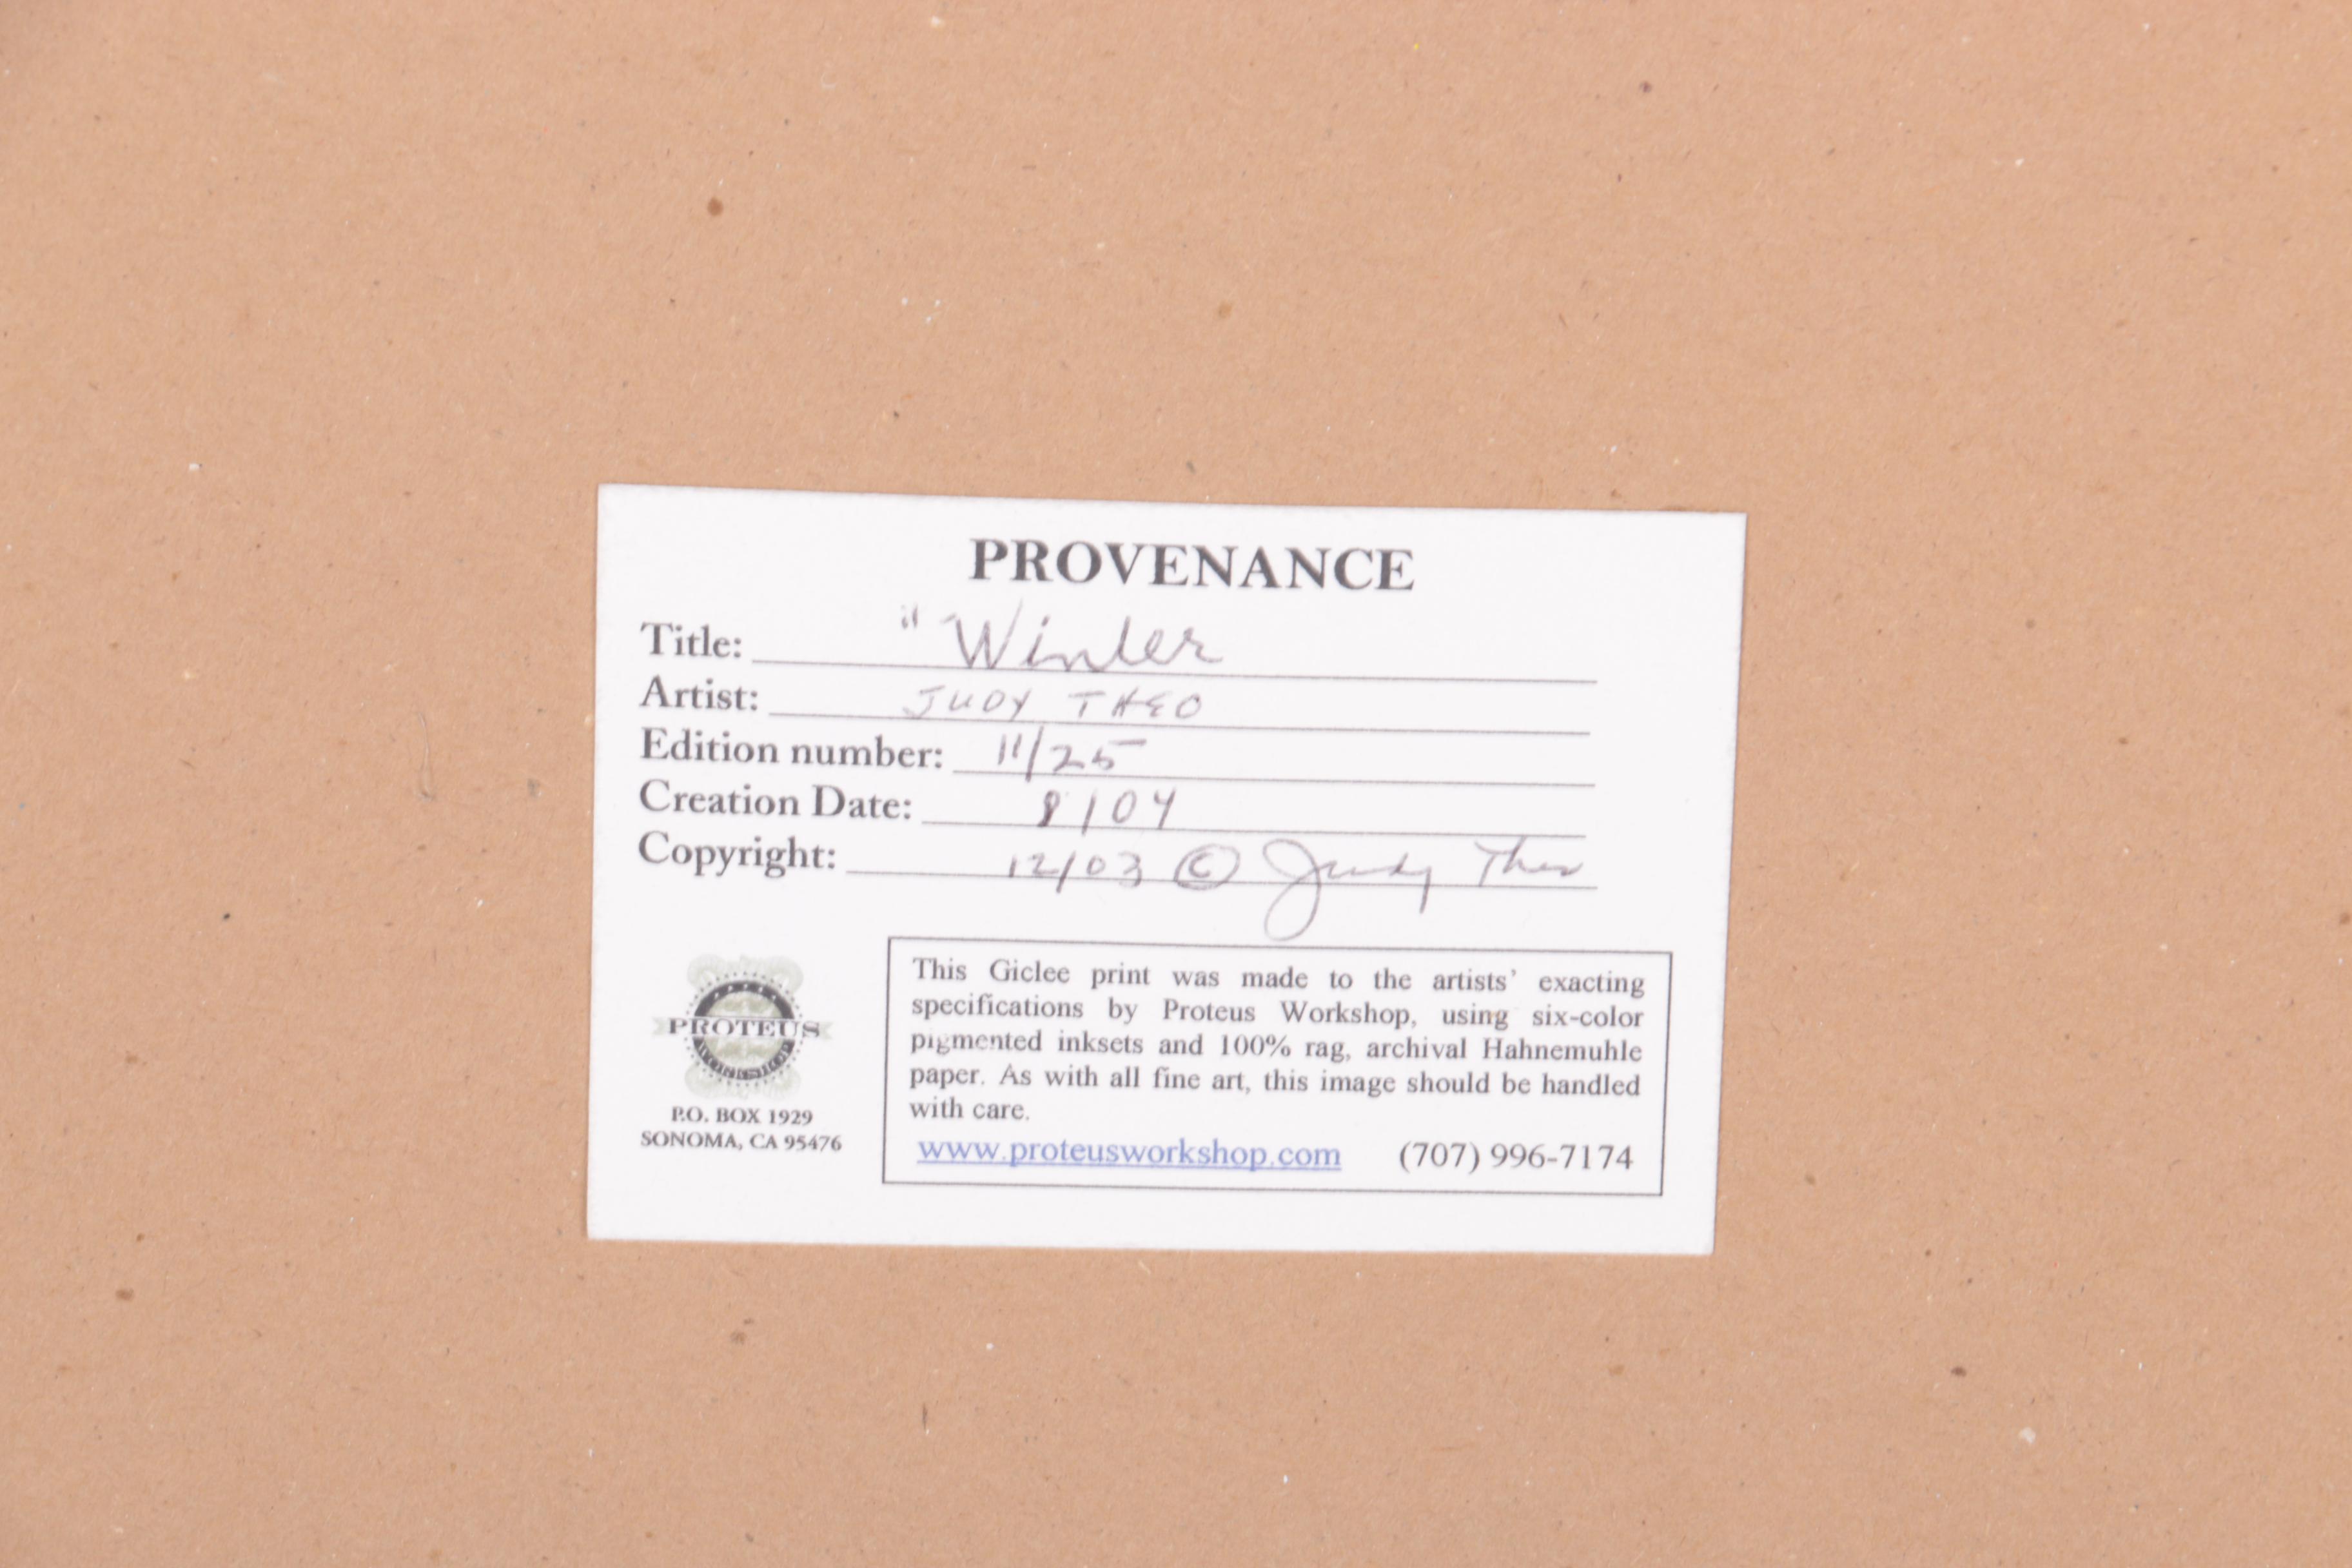 PROVENANCE
Title: "Winter
Artist: JUDY THEO
Edition number: 11/25
Creation Date: 8/04
Copyright: 12/03 © Judy Theo
PROTEUS
WORKSHOP
P.O. BOX 1929
SONOMA, CA 95476
This Giclee print was made to the artists' exacting
specifications by Proteus Workshop, using six-color
pigmented inksets and 100% rag, archival Hahnemuhle
paper. As with all fine art, this image should be handled
with care.
www.proteusworkshop.com (707) 996-7174